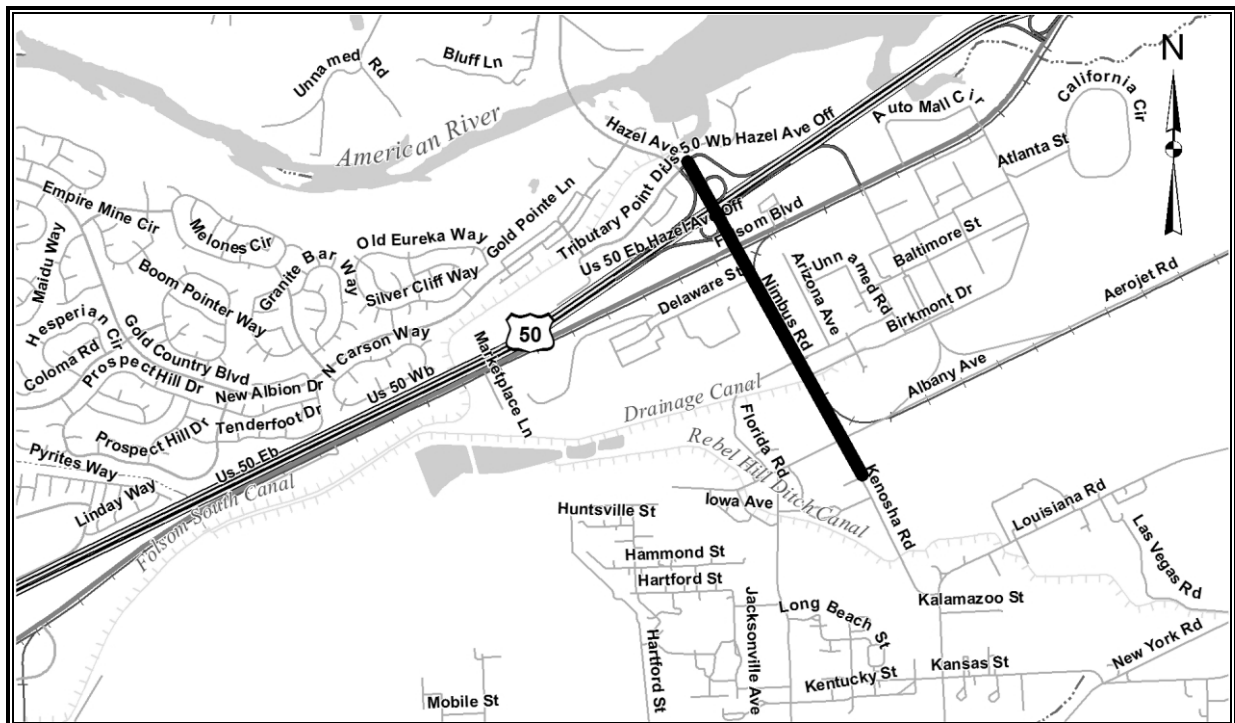 N
Unnamed Rd
Bluff Ln
American River
California Cir
Auto Mall Cir
Hazel Ave
Us 50 Wb Hazel Ave Off
Atlanta St
Empire Mine Cir
Melones Cir
Old Eureka Way
Gold Pointe Ln
Tributary Point Dr
Us 50 Eb Hazel Ave Off
Folsom Blvd
Baltimore St
Maidu Way
Boom Pointer Way
Granite Bar Way
Silver Cliff Way
Delaware St
Nimbus Rd
Arizona Ave
Unnamed Rd
Birkmont Dr
Aerojet Rd
Hesperian Cir
Coloma Rd
Gold Country Blvd
Prospect Hill Dr
New Albion Dr
N Carson Way
50
Us 50 Wb
Marketplace Ln
Albany Ave
Tenderfoot Dr
Prospect Hill Dr
Drainage Canal
Florida Rd
Rebel Hill Ditch Canal
Pyrites Way
Us 50 Eb
Linday Way
Folsom South Canal
Iowa Ave
Kenosha Rd
Louisiana Rd
Las Vegas Rd
Huntsville St
Hammond St
Hartford St
Jacksonville Ave
Long Beach St
Kalamazoo St
Hartford St
Kentucky St
Kansas St
New York Rd
Mobile St